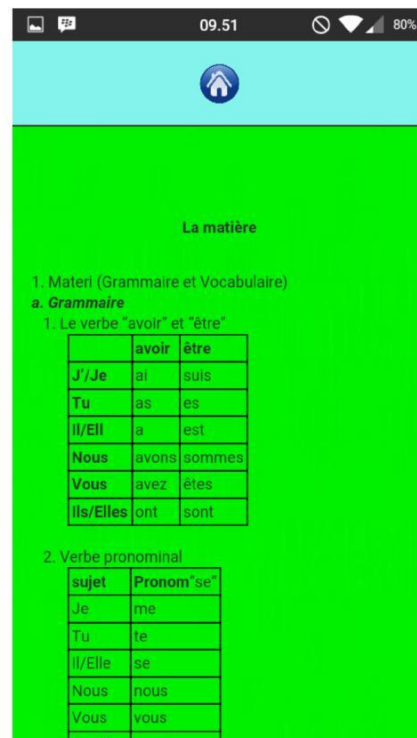 09.51 80%
La matière
1. Materi (Grammaire et Vocabulaire)
a. Grammaire
1. Le verbe "avoir" et "être"
avoir être
J'/Je ai suis
Tu as es
Il/Ell a est
Nous avons sommes
Vous avez êtes
Ils/Elles ont sont
2. Verbe pronominal
sujet Pronom"se"
Je me
Tu te
Il/Elle se
Nous nous
Vous vous